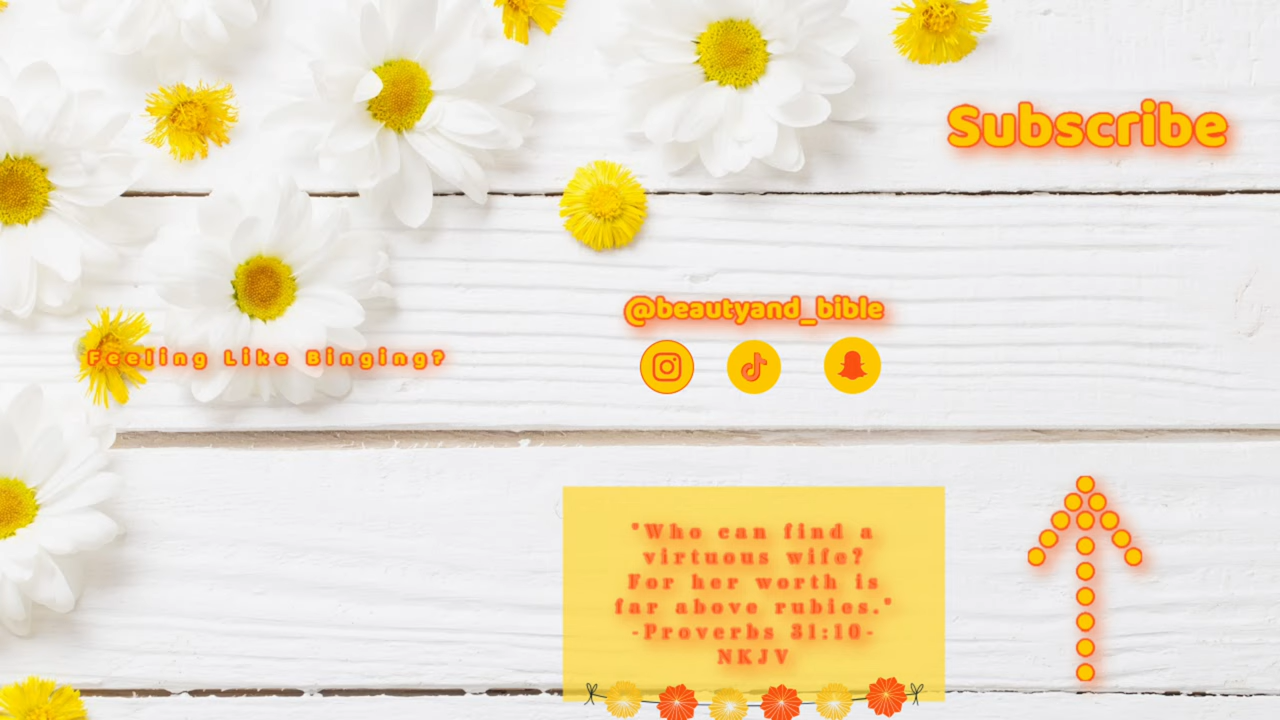 Subscribe
@beautyand_bible
Feeling Like Binging?
"Who can find a
virtuous wife?
For her worth is
far above rubies."
-Proverbs 31:10-
NKJV